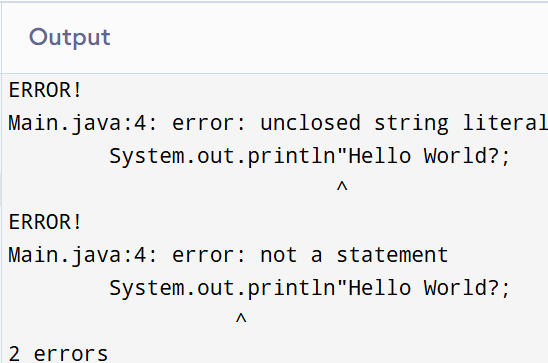 Output
ERROR!
Main.java:4: error: unclosed string literal
System.out.println"Hello World?;
^
ERROR!
Main.java:4: error: not a statement
System.out.println"Hello World?;
^
2 errors